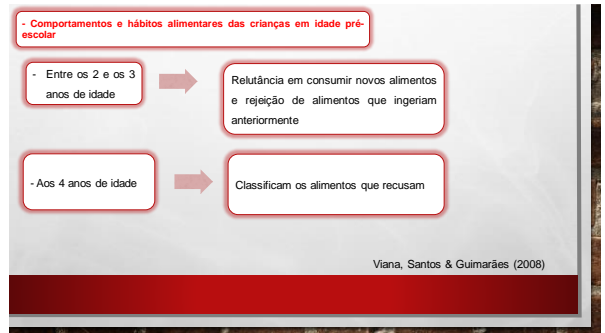 - Comportamentos e hábitos alimentares das crianças em idade pré-
escolar
- Entre os 2 e os 3
anos de idade
Relutância em consumir novos alimentos
e rejeição de alimentos que ingeriam
anteriormente
- Aos 4 anos de idade
Classificam os alimentos que recusam
Viana, Santos & Guimarães (2008)